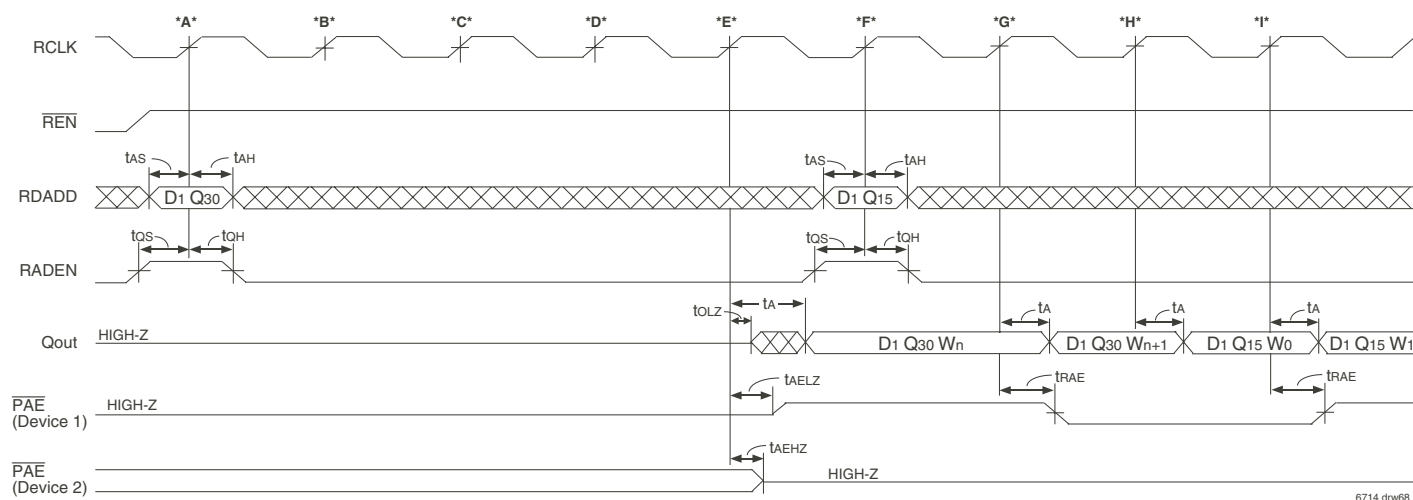 *A* *B* *C* *D* *E* *F* *G* *H* *I*
RCLK
REN
tAS tAH tAS tAH
RDADD D1 Q30 D1 Q15
tQS tQH tQS tQH
RADEN
tOLZ tA tA tA tA
Qout HIGH-Z D1 Q30 Wn D1 Q30 Wn+1 D1 Q15 W0 D1 Q15 W1
tAELZ tRAE tRAE
PAE
(Device 1) HIGH-Z
tAEHZ
PAE
(Device 2) HIGH-Z
6714 drw68